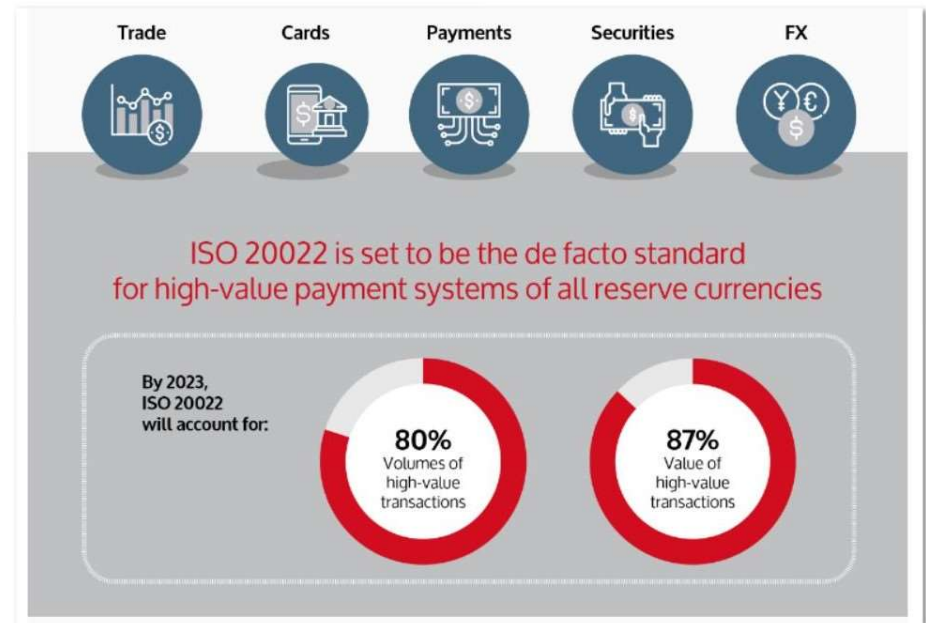 Trade Cards Payments Securities FX
$
$
$
$
¥ €
$
ISO 20022 is set to be the de facto standard
for high-value payment systems of all reserve currencies
By 2023,
ISO 20022
will account for:
80%
Volumes of
high-value
transactions
87%
Value of
high-value
transactions